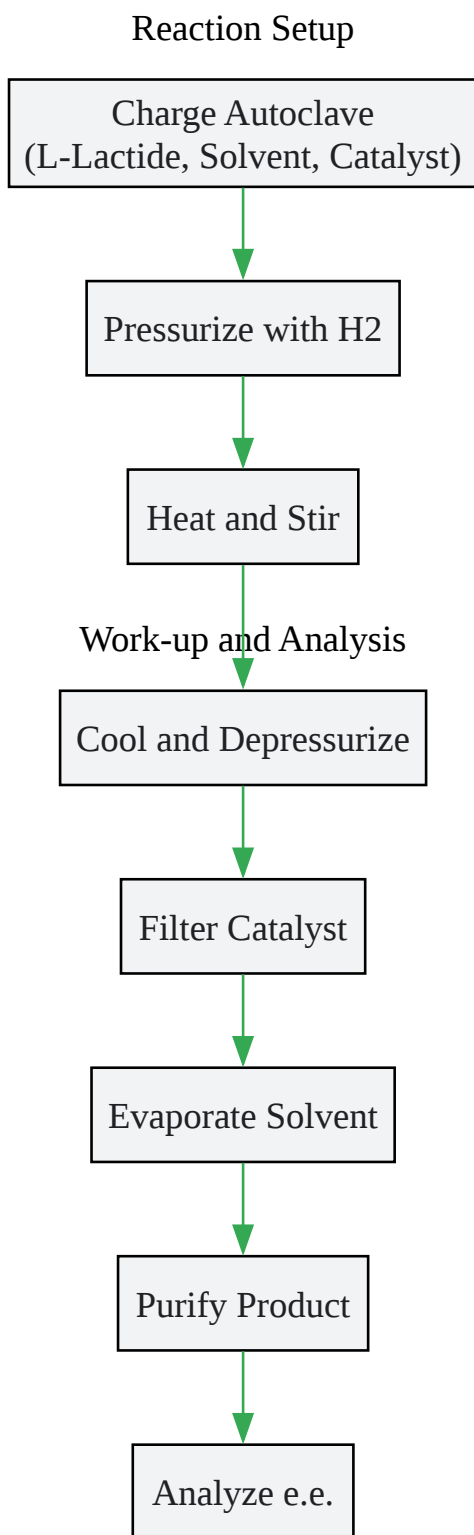 Reaction Setup
Charge Autoclave
(L-Lactide, Solvent, Catalyst)
Pressurize with H2
Heat and Stir
Work-up and Analysis
Cool and Depressurize
Filter Catalyst
Evaporate Solvent
Purify Product
Analyze e.e.